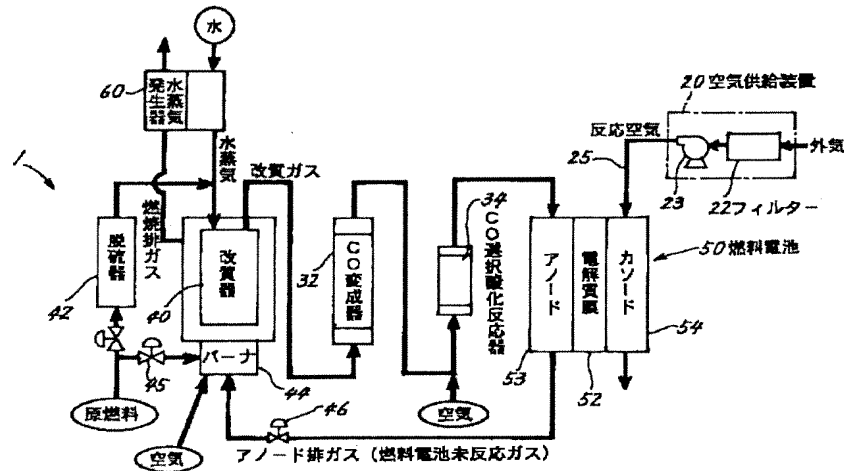 水
60
水蒸気
発生器
20 空気供給装置
反応空気
外気
25
23
22 フィルター
1
水蒸気
改質ガス
燃焼排ガス
脱硫器
42
改質器
40
32
CO変成器
34
CO選択酸化反応器
アノード
電解質膜
カソード
50 燃料電池
54
53
52
45
バーナ
44
46
原燃料
空気
空気
アノード排ガス (燃料電池未反応ガス)